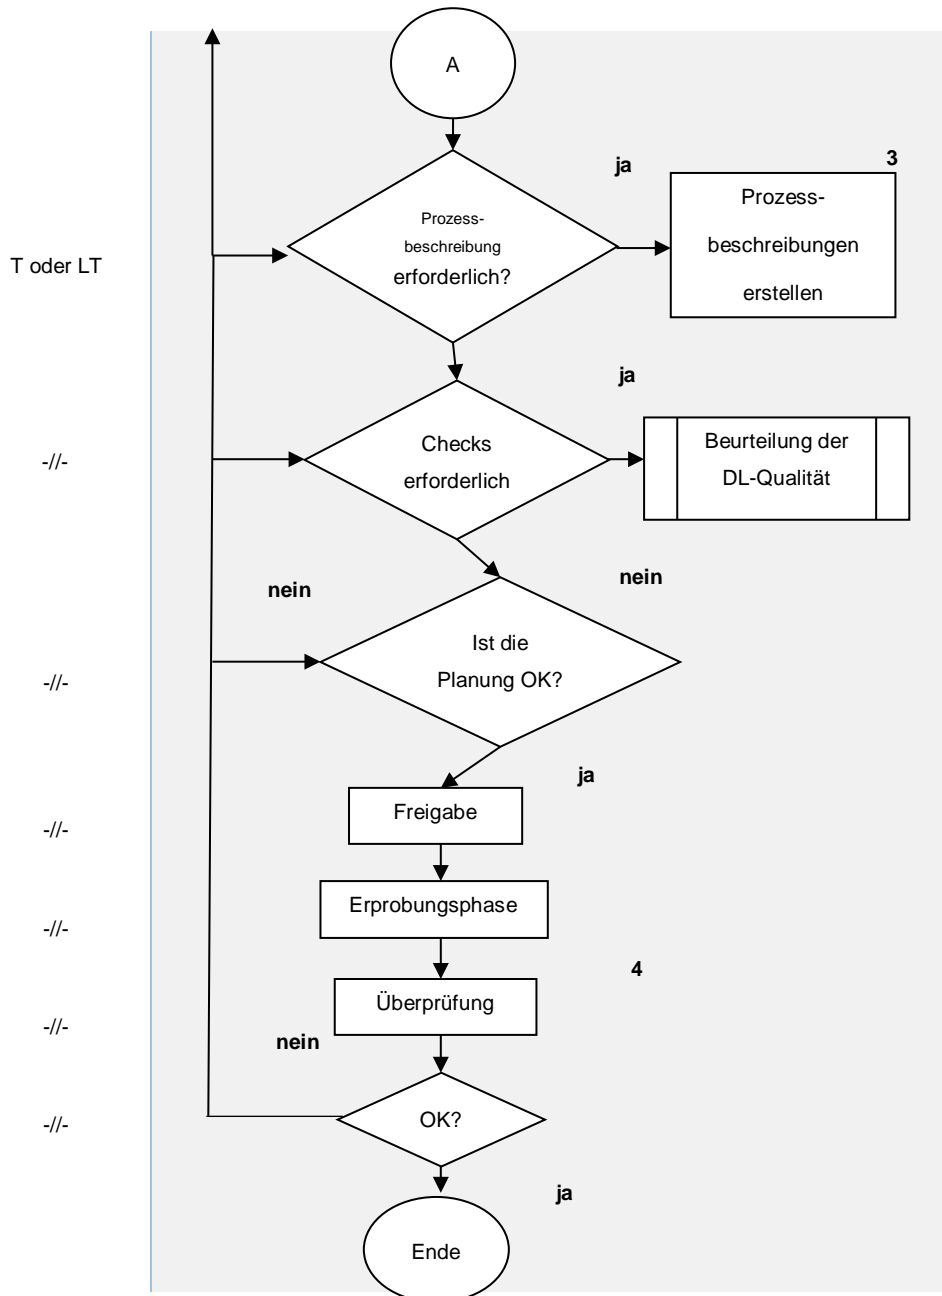 A
ja
3
Prozess-
beschreibung
erforderlich?
Prozess-
beschreibungen
erstellen
T oder LT
ja
Checks
erforderlich
Beurteilung der
DL-Qualität
-//-
nein
nein
Ist die
Planung OK?
-//-
ja
Freigabe
-//-
Erprobungsphase
-//-
4
Überprüfung
-//-
nein
OK?
-//-
ja
Ende